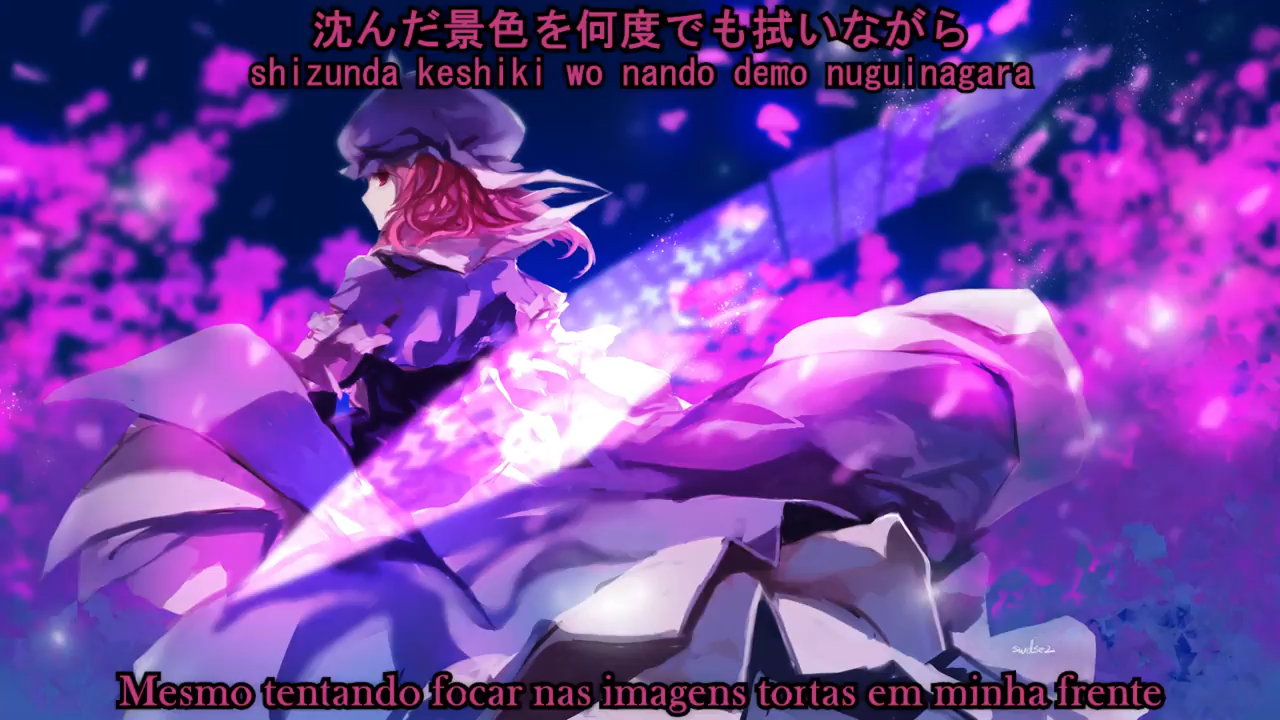 沈んだ景色を何度でも拭いながら
shizunda keshiki wo nando demo nuguinagara
Mesmo tentando focar nas imagens tortas em minha frente